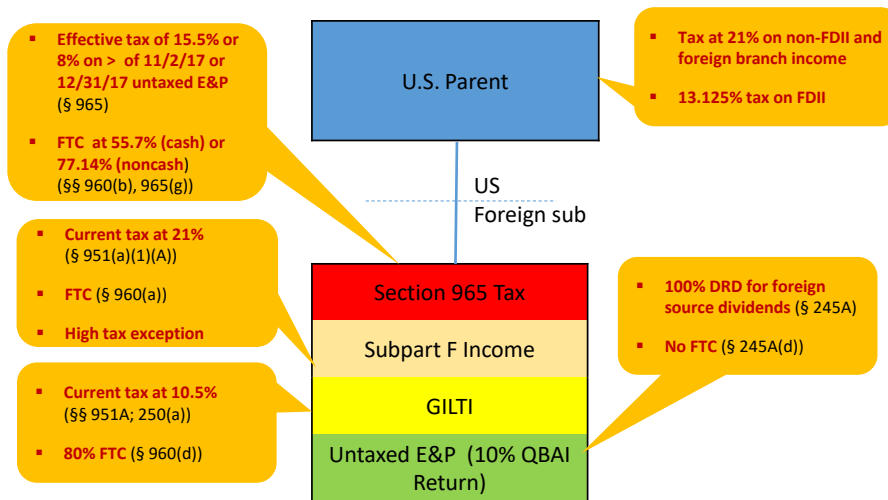 ▪ Effective tax of 15.5% or
8% on > of 11/2/17 or
12/31/17 untaxed E&P
(§ 965)
▪ FTC at 55.7% (cash) or
77.14% (noncash)
(§§ 960(b), 965(g))
U.S. Parent
▪ Tax at 21% on non-FDII and
foreign branch income
▪ 13.125% tax on FDII
US
Foreign sub
▪ Current tax at 21%
(§ 951(a)(1)(A))
▪ FTC (§ 960(a))
▪ High tax exception
Section 965 Tax
Subpart F Income
GILTI
Untaxed E&P (10% QBAI
Return)
▪ 100% DRD for foreign
source dividends (§ 245A)
▪ No FTC (§ 245A(d))
▪ Current tax at 10.5%
(§§ 951A; 250(a))
▪ 80% FTC (§ 960(d))